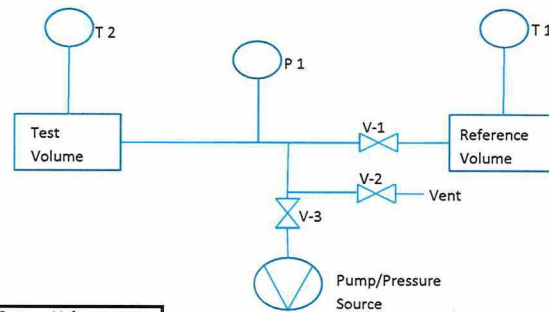 T 2
T 1
P 1
Test
Volume
V-1
Reference
Volume
V-2
Vent
V-3
Pump/Pressure
Source